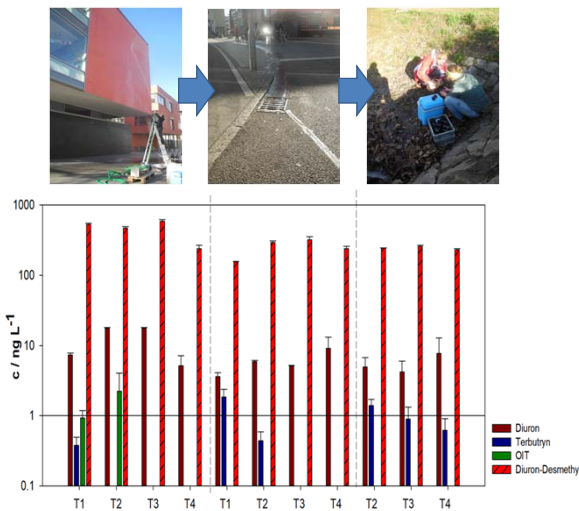 1000
100
10
1
0.1
c / ng L⁻¹
T1 T2 T3 T4 T1 T2 T3 T4 T2 T3 T4
Diuron
Terbutryn
OIT
Diuron-Desmethy